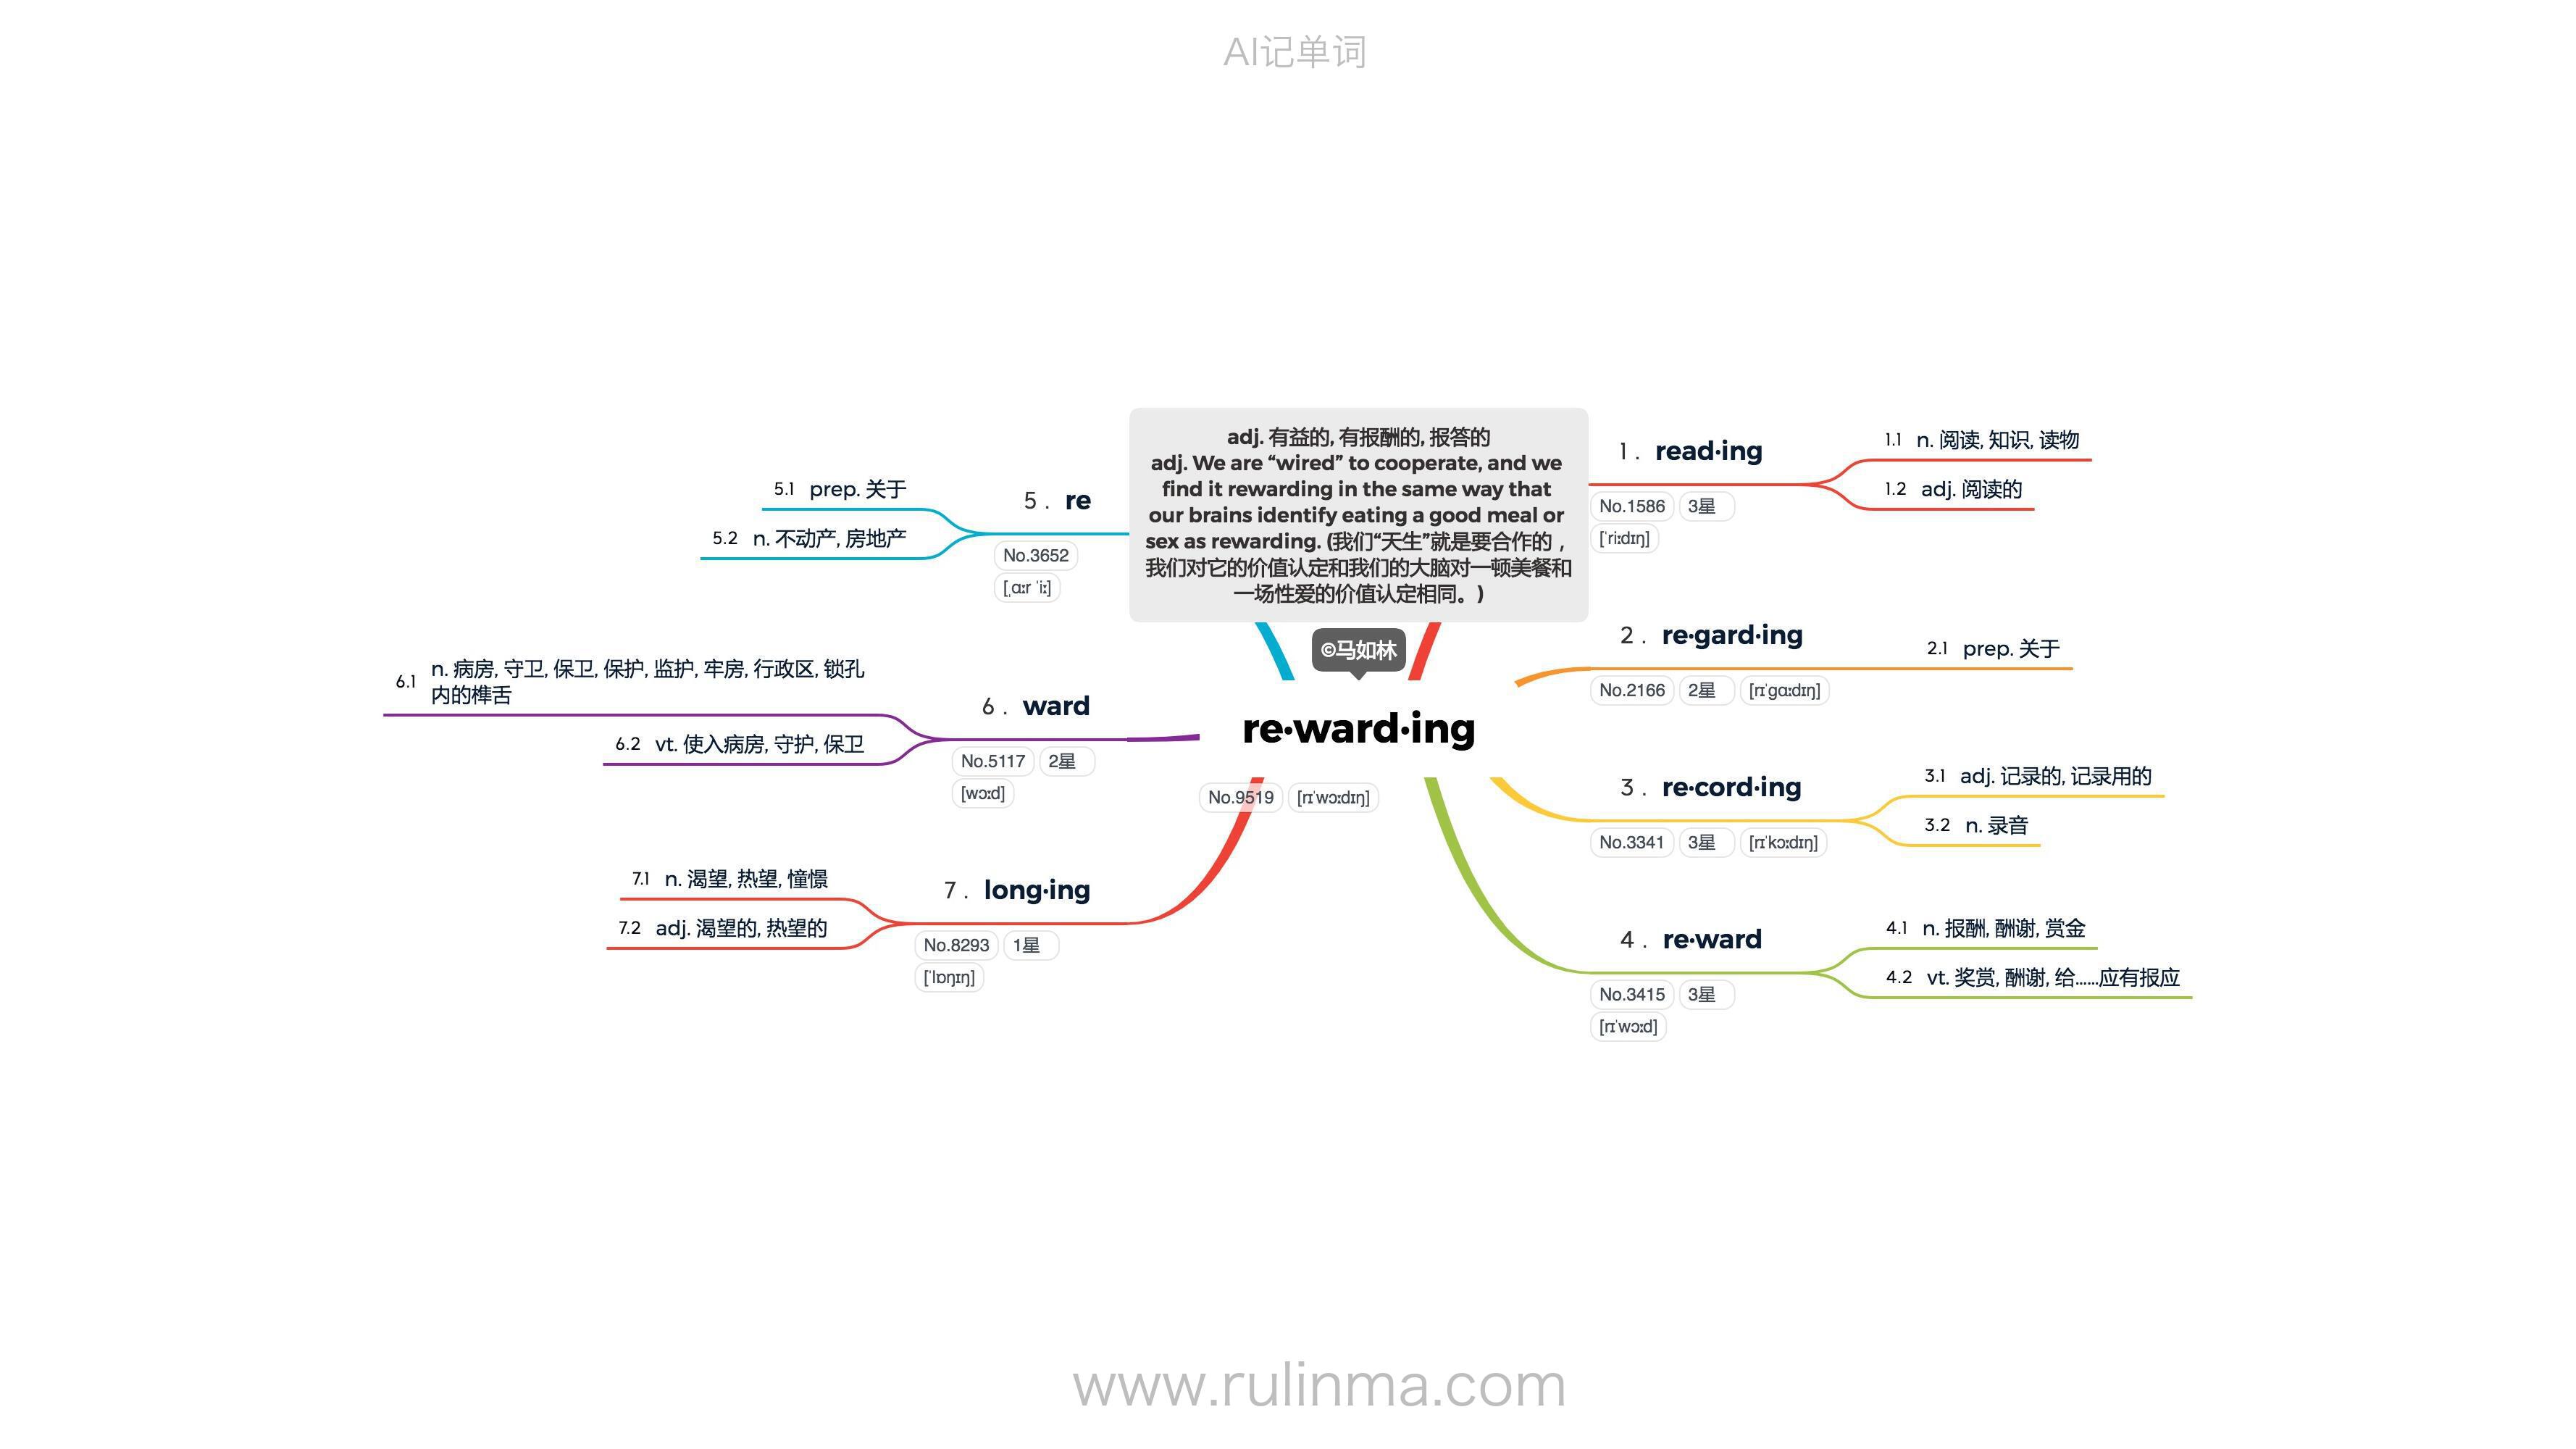 AI记单词
adj. 有益的, 有报酬的, 报答的
adj. We are “wired” to cooperate, and we
find it rewarding in the same way that
our brains identify eating a good meal or
sex as rewarding. (我们“天生”就是要合作的，
我们对它的价值认定和我们的大脑对一顿美餐和
一场性爱的价值认定相同。)
©马如林
re·ward·ing
No.9519 [rɪˈwɔːdɪŋ]
1 . read·ing
No.1586 3星
[ˈriːdɪŋ]
1.1 n. 阅读, 知识, 读物
1.2 adj. 阅读的
2 . re·gard·ing
No.2166 2星 [rɪˈɡɑːdɪŋ]
2.1 prep. 关于
3 . re·cord·ing
No.3341 3星 [rɪˈkɔːdɪŋ]
3.1 adj. 记录的, 记录用的
3.2 n. 录音
4 . re·ward
No.3415 3星
[rɪˈwɔːd]
4.1 n. 报酬, 酬谢, 赏金
4.2 vt. 奖赏, 酬谢, 给……应有报应
5 . re
No.3652
[ˌɑːr ˈiː]
5.1 prep. 关于
5.2 n. 不动产, 房地产
6 . ward
No.5117 2星
[wɔːd]
6.1 n. 病房, 守卫, 保卫, 保护, 监护, 牢房, 行政区, 锁孔
内的榫舌
6.2 vt. 使入病房, 守护, 保卫
7 . long·ing
No.8293 1星
[ˈlɒŋɪŋ]
7.1 n. 渴望, 热望, 憧憬
7.2 adj. 渴望的, 热望的
www.rulinma.com